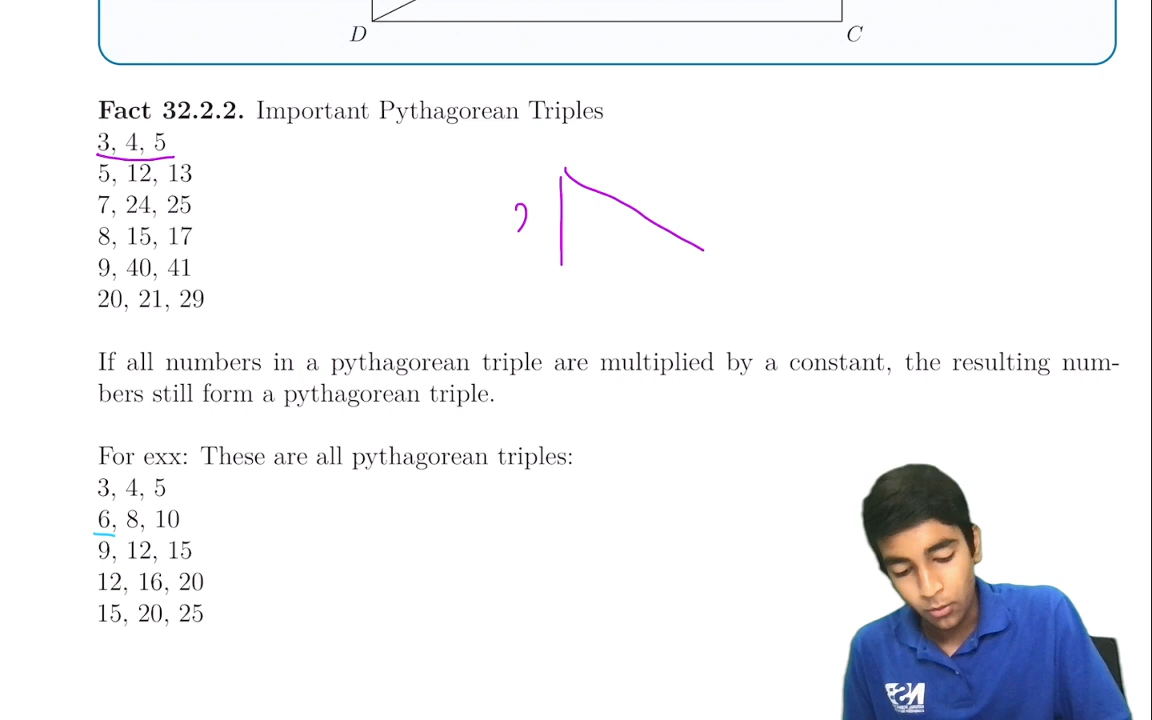 D
C
Fact 32.2.2. Important Pythagorean Triples
3, 4, 5
5, 12, 13
7, 24, 25
8, 15, 17
9, 40, 41
20, 21, 29
If all numbers in a pythagorean triple are multiplied by a constant, the resulting num-
bers still form a pythagorean triple.
For exx: These are all pythagorean triples:
3, 4, 5
6, 8, 10
9, 12, 15
12, 16, 20
15, 20, 25